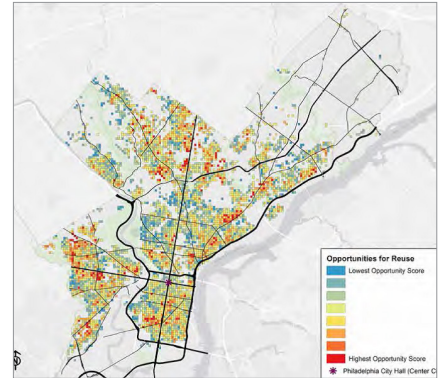 Opportunities for Reuse
Lowest Opportunity Score
Highest Opportunity Score
Philadelphia City Hall (Center C